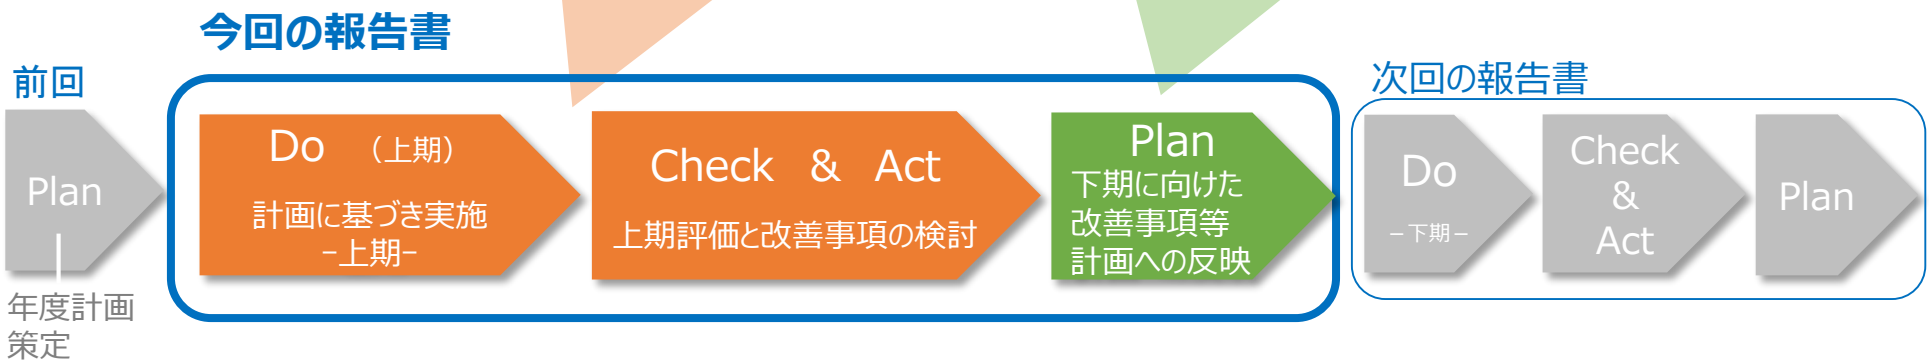 今回の報告書
前回
Plan
年度計画
策定
Do （上期）
計画に基づき実施
−上期−
Check & Act
上期評価と改善事項の検討
Plan
下期に向けた
改善事項等
計画への反映
次回の報告書
Do
−下期−
Check
&
Act
Plan